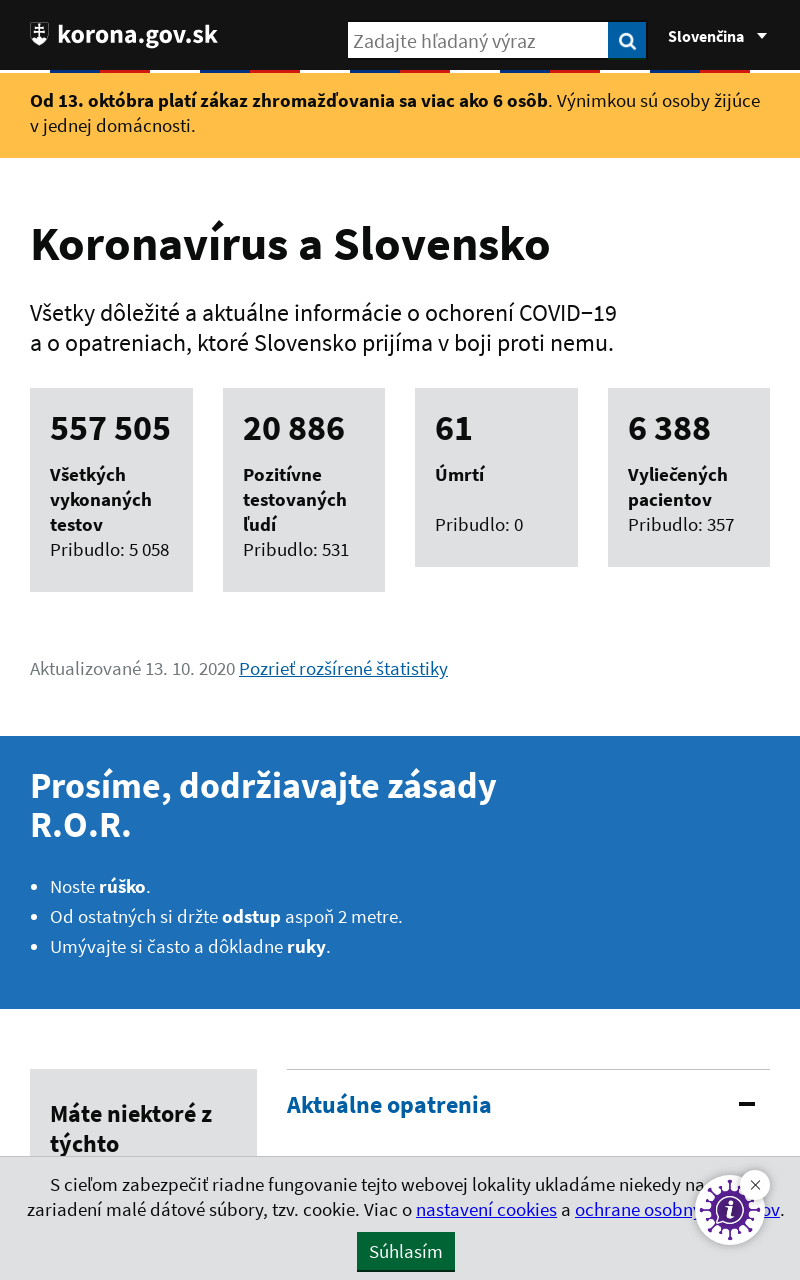 korona.gov.sk
Zadajte hľadaný výraz
Slovenčina
Od 13. októbra platí zákaz zhromažďovania sa viac ako 6 osôb. Výnimkou sú osoby žijúce
v jednej domácnosti.
Koronavírus a Slovensko
Všetky dôležité a aktuálne informácie o ochorení COVID–19
a o opatreniach, ktoré Slovensko prijíma v boji proti nemu.
557 505
Všetkých
vykonaných
testov
Pribudlo: 5 058
20 886
Pozitívne
testovaných
ľudí
Pribudlo: 531
61
Úmrtí
Pribudlo: 0
6 388
Vyliečených
pacientov
Pribudlo: 357
Aktualizované 13. 10. 2020 Pozrieť rozšírené štatistiky
Prosíme, dodržiavajte zásady
R.O.R.
Noste rúško.
Od ostatných si držte odstup aspoň 2 metre.
Umývajte si často a dôkladne ruky.
Máte niektoré z
týchto
Aktuálne opatrenia
S cieľom zabezpečiť riadne fungovanie tejto webovej lokality ukladáme niekedy na
zariadení malé dátové súbory, tzv. cookie. Viac o nastavení cookies a ochrane
Súhlasím